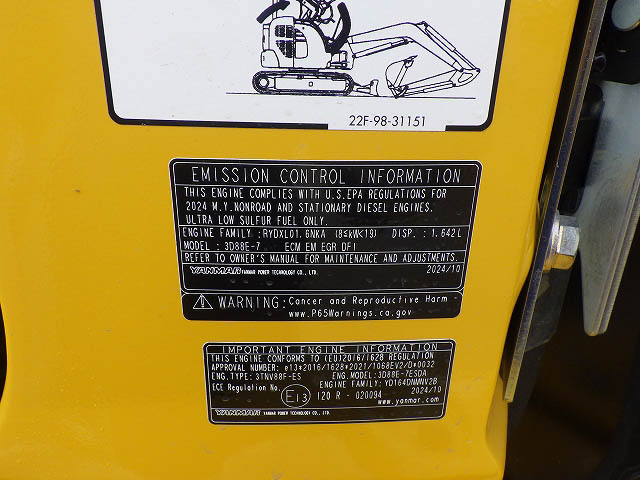 22F-98-31151
EMISSION CONTROL INFORMATION
THIS ENGINE COMPLIES WITH U.S.EPA REGULATIONS FOR
2024 M.Y.NONROAD AND STATIONARY DIESEL ENGINES.
ULTRA LOW SULFUR FUEL ONLY.
ENGINE FAMILY :RYDXL01.6NKA (8≤kW<19) DISP. : 1.642L
MODEL : 3D88E-7 ECM EM EGR DFI
REFER TO OWNER'S MANUAL FOR MAINTENANCE AND ADJUSTMENTS.
YANMAR YANMAR POWER TECHNOLOGY CO., LTD. 2024/10
WARNING: Cancer and Reproductive Harm -
www.P65Warnings.ca.gov
IMPORTANT ENGINE INFORMATION
THIS ENGINE CONFORMS TO (EU)2016/1628 REGULATION
APPROVAL NUMBER: e13*2016/1628*2021/1068EV2/D*0032
ENG.TYPE: 3TNV88F-ES ENG.MODEL:3D88E-7ESDA
ENGINE FAMILY: YD164DNMNV2B
ECE Regulation No. E13 120 R - 020094 2024/10
www.yanmar.com
YANMAR YANMAR POWER TECHNOLOGY CO., LTD.